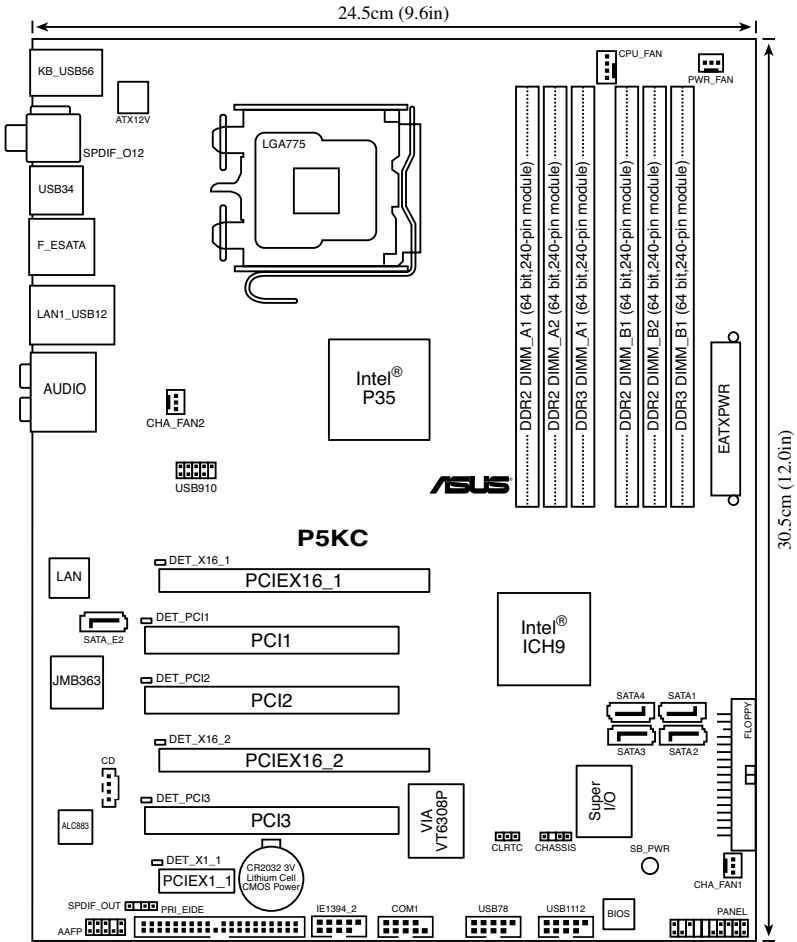 24.5cm (9.6in)
KB_USB56
CPU_FAN
PWR_FAN
ATX12V
LGA775
SPDIF_O12
USB34
F_ESATA
LAN1_USB12
AUDIO
DDR2 DIMM_A1 (64 bit,240-pin module)
DDR2 DIMM_A2 (64 bit,240-pin module)
DDR3 DIMM_A1 (64 bit,240-pin module)
DDR2 DIMM_B1 (64 bit,240-pin module)
DDR2 DIMM_B2 (64 bit,240-pin module)
DDR3 DIMM_B1 (64 bit,240-pin module)
Intel®
P35
EATXPWR
30.5cm (12.0in)
CHA_FAN2
USB910
ASUS
P5KC
DET_X16_1
LAN
PCIEX16_1
DET_PCI1
SATA_E2
PCI1
Intel®
ICH9
JMB363
DET_PCI2
PCI2
SATA4
SATA1
SATA3
SATA2
FLOPPY
DET_X16_2
PCIEX16_2
CD
DET_PCI3
PCI3
ALC883
VIA
VT6308P
Super
I/O
CLRTC
CHASSIS
SB_PWR
CHA_FAN1
DET_X1_1
PCIEX1_1
CR2032 3V
Lithium Cell
CMOS Power
SPDIF_OUT
AAFP
PRI_EIDE
IE1394_2
COM1
USB78
USB1112
BIOS
PANEL